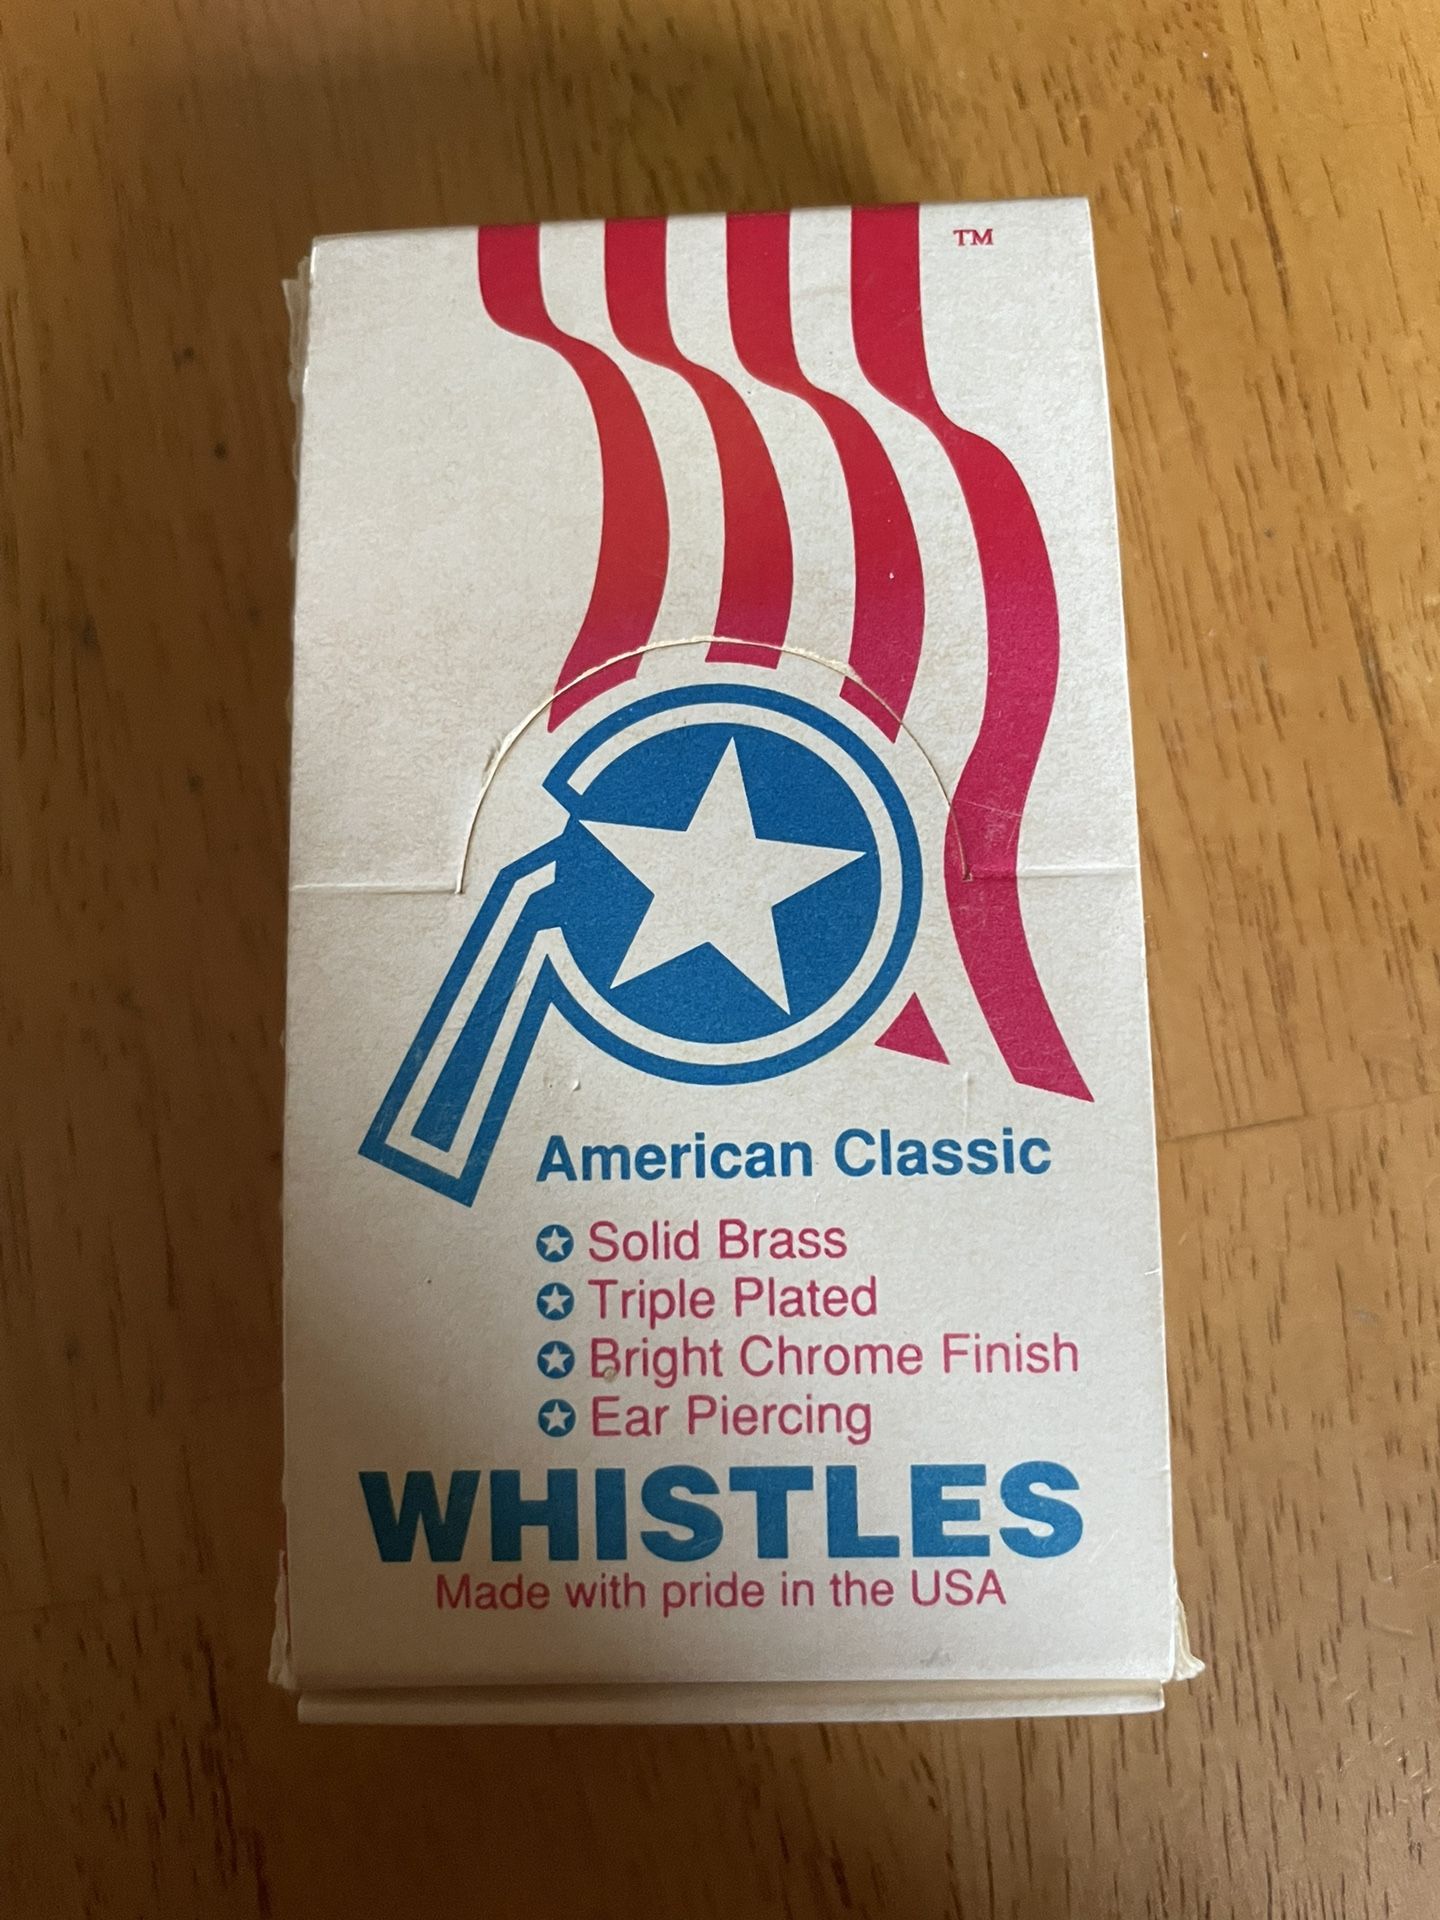 TM
American Classic
Solid Brass
Triple Plated
Bright Chrome Finish
Ear Piercing
WHISTLES
Made with pride in the USA